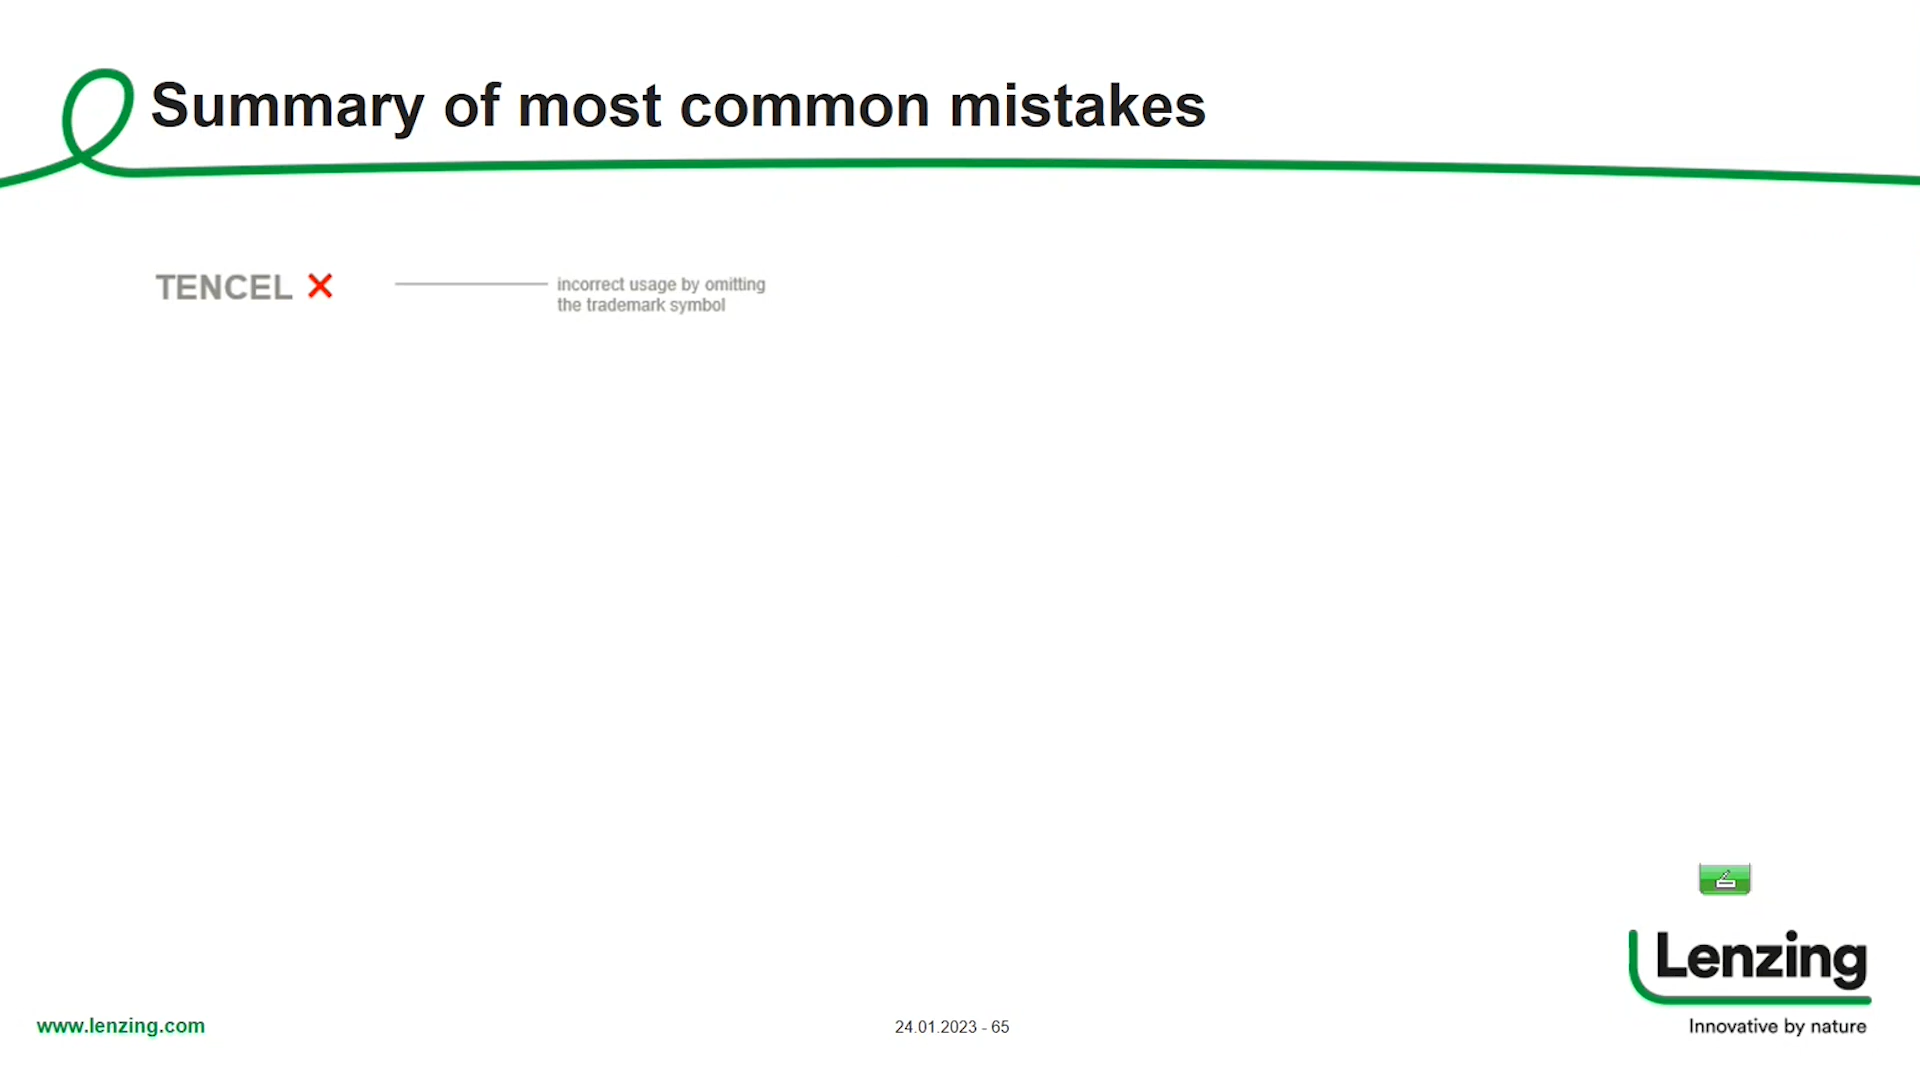 Summary of most common mistakes
TENCEL
incorrect usage by omitting
the trademark symbol
Lenzing
Innovative by nature
www.lenzing.com
24.01.2023 - 65